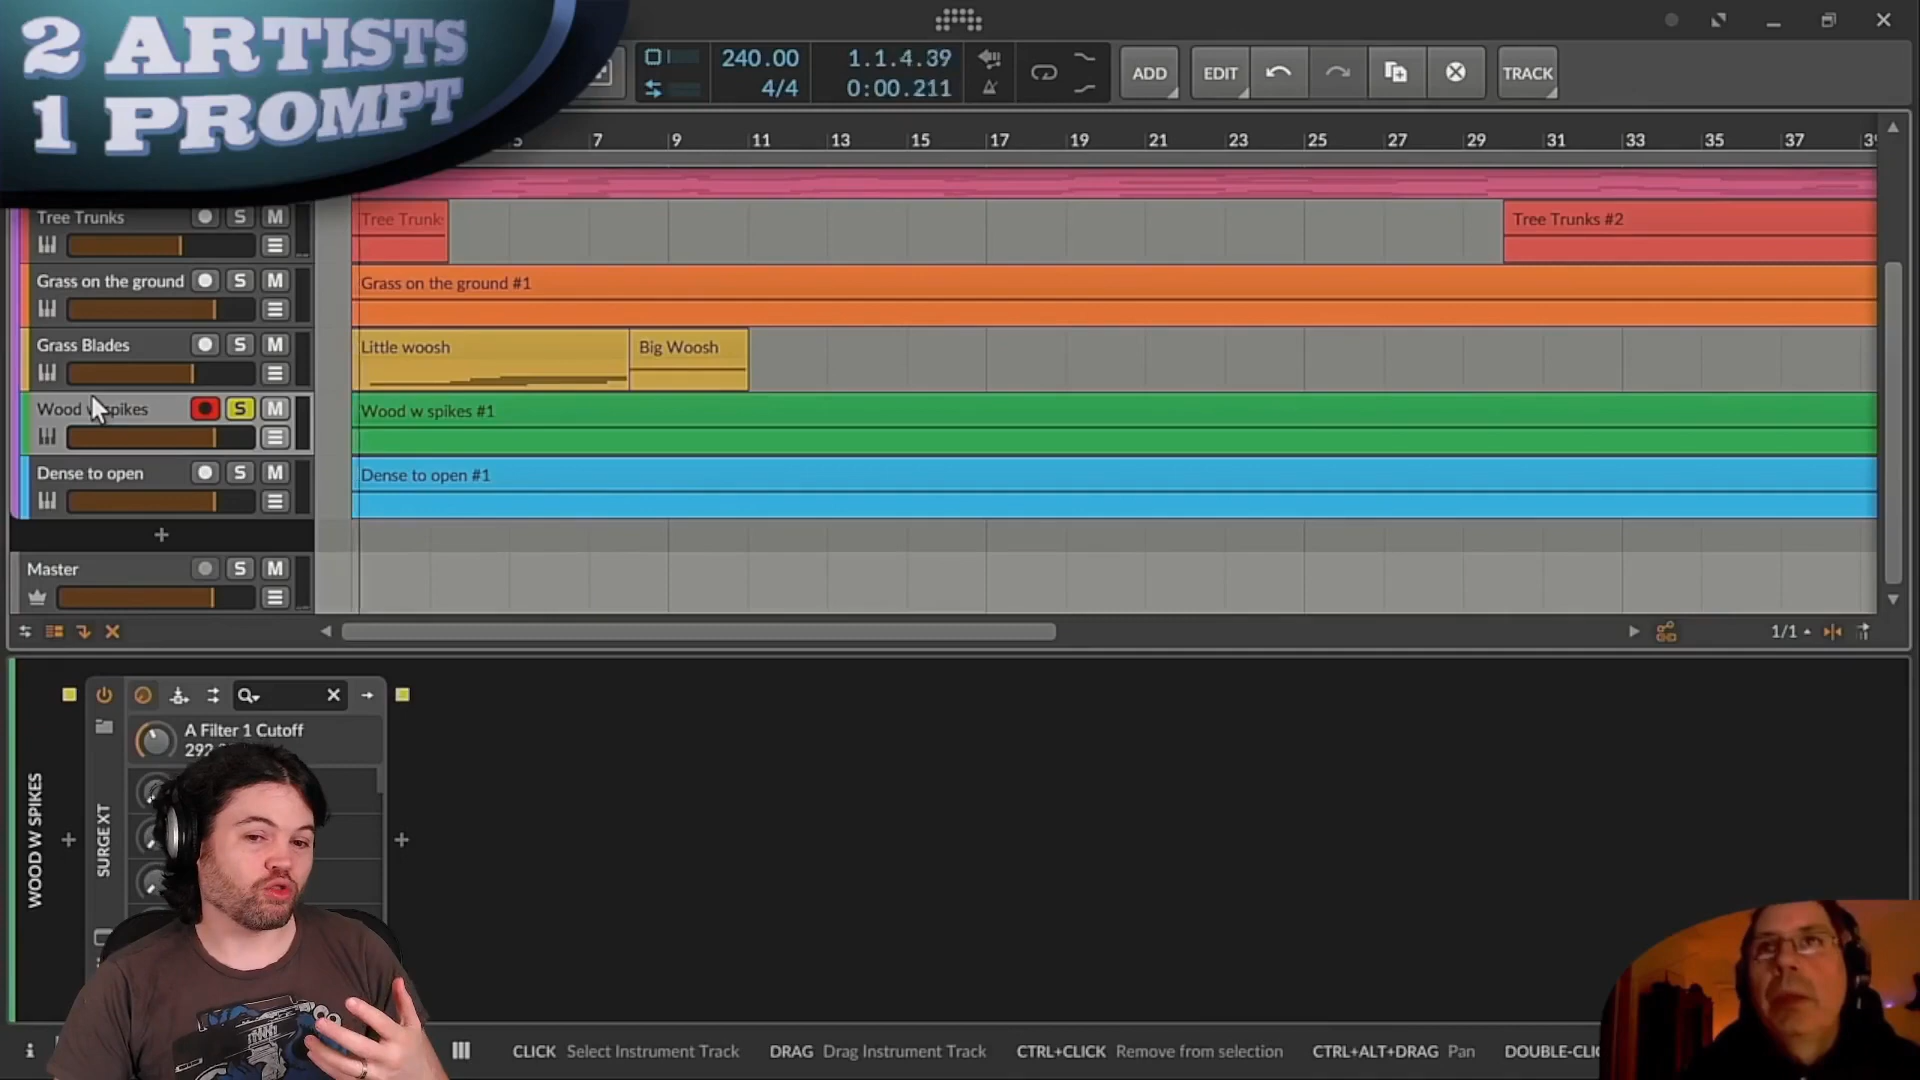 2 ARTISTS
1 PROMPT
240.00
4/4
1.1.4.39
0:00.211
ADD
EDIT
TRACK
7 9 11 13 15 17 19 21 23 25 27 29 31 33 35 37
Tree Trunks S M
Tree Trunk
Tree Trunks #2
Grass on the ground S M
Grass on the ground #1
Grass Blades S M
Little woosh
Big Woosh
Wood w spikes S M
Wood w spikes #1
Dense to open S M
Dense to open #1
Master S M
1/1
A Filter 1 Cutoff
292
WOOD W SPIKES
SURGE XT
CLICK Select Instrument Track DRAG Drag Instrument Track CTRL+CLICK Remove from selection CTRL+ALT+DRAG Pan DOUBLE-CLIC